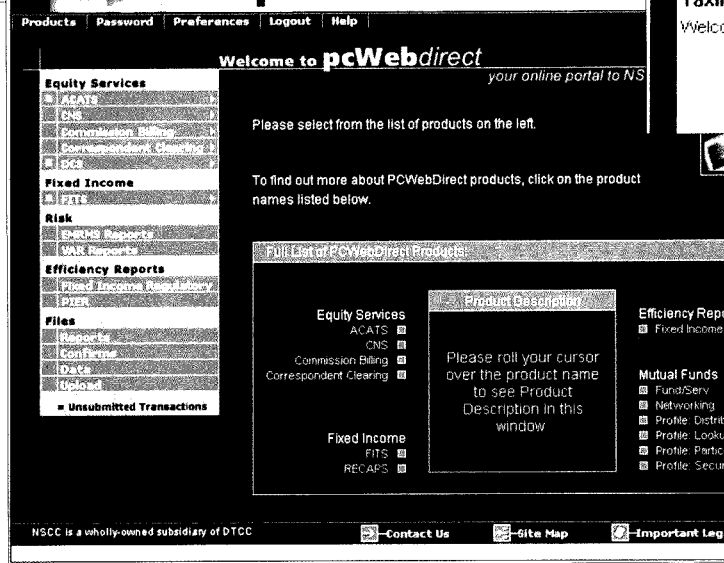 Products Password Preferences Logout Help
Welcome to pcWebdirect
your online portal to NS
Welco
Equity Services
ACATS
CNS
Commission Billing
Correspondent Clearing
DCS
Fixed Income
FITS
Risk
EMRMS Reports
VAR Reports
Efficiency Reports
Fixed Income Regulatory
PIER
Files
Reports
Confirms
Data
Upload
= Unsubmitted Transactions
Please select from the list of products on the left.
To find out more about PCWebDirect products, click on the product
names listed below.
Full List of PCWebDirect Products
Equity Services
ACATS
CNS
Commission Billing
Correspondent Clearing
Fixed Income
FITS
RECAPS
Product Description
Please roll your cursor
over the product name
to see Product
Description in this
window
Efficiency Repo
Fixed Income
Mutual Funds
Fund/Serv
Networking
Profile: Distrib
Profile: Looku
Profile: Partic
Profile: Secur
NSCC is a wholly-owned subsidiary of DTCC
Contact Us Site Map Important Leg